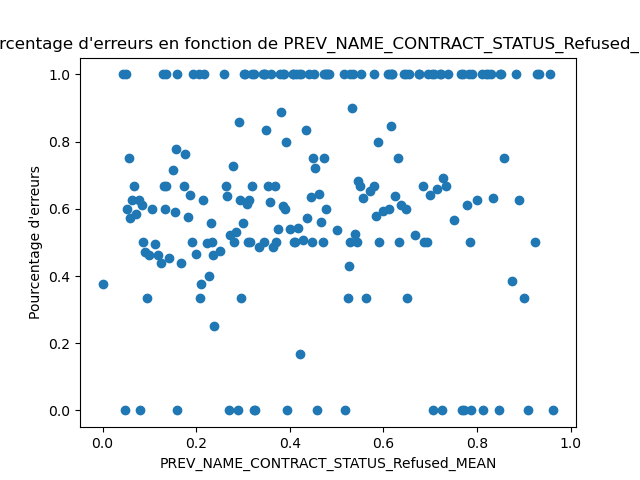 rcentage d'erreurs en fonction de PREV_NAME_CONTRACT_STATUS_Refused_
Pourcentage d'erreurs
1.0
0.8
0.6
0.4
0.2
0.0
0.0 0.2 0.4 0.6 0.8 1.0
PREV_NAME_CONTRACT_STATUS_Refused_MEAN